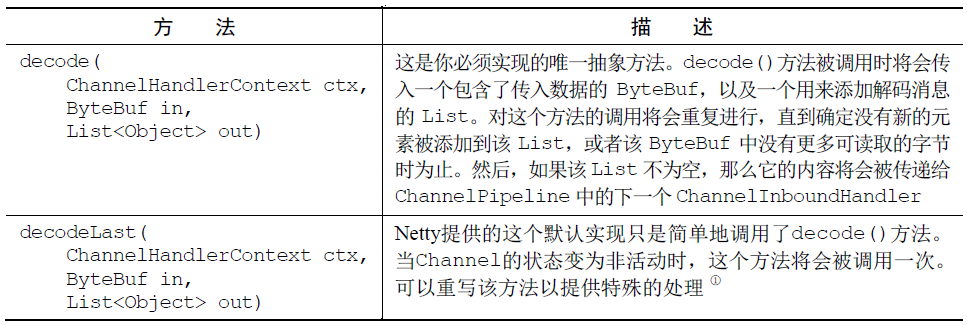 方　法　描　述
decode(
ChannelHandlerContext ctx,
ByteBuf in,
List<Object> out)
这是你必须实现的唯一抽象方法。decode()方法被调用时将会传
入一个包含了传入数据的 ByteBuf，以及一个用来添加解码消息
的 List。对这个方法的调用将会重复进行，直到确定没有新的元
素被添加到该 List，或者该 ByteBuf 中没有更多可读取的字节
时为止。然后，如果该 List 不为空，那么它的内容将会被传递给
ChannelPipeline 中的下一个 ChannelInboundHandler
decodeLast(
ChannelHandlerContext ctx,
ByteBuf in,
List<Object> out)
Netty提供的这个默认实现只是简单地调用了decode()方法。
当Channel的状态变为非活动时，这个方法将会被调用一次。
可以重写该方法以提供特殊的处理 ①